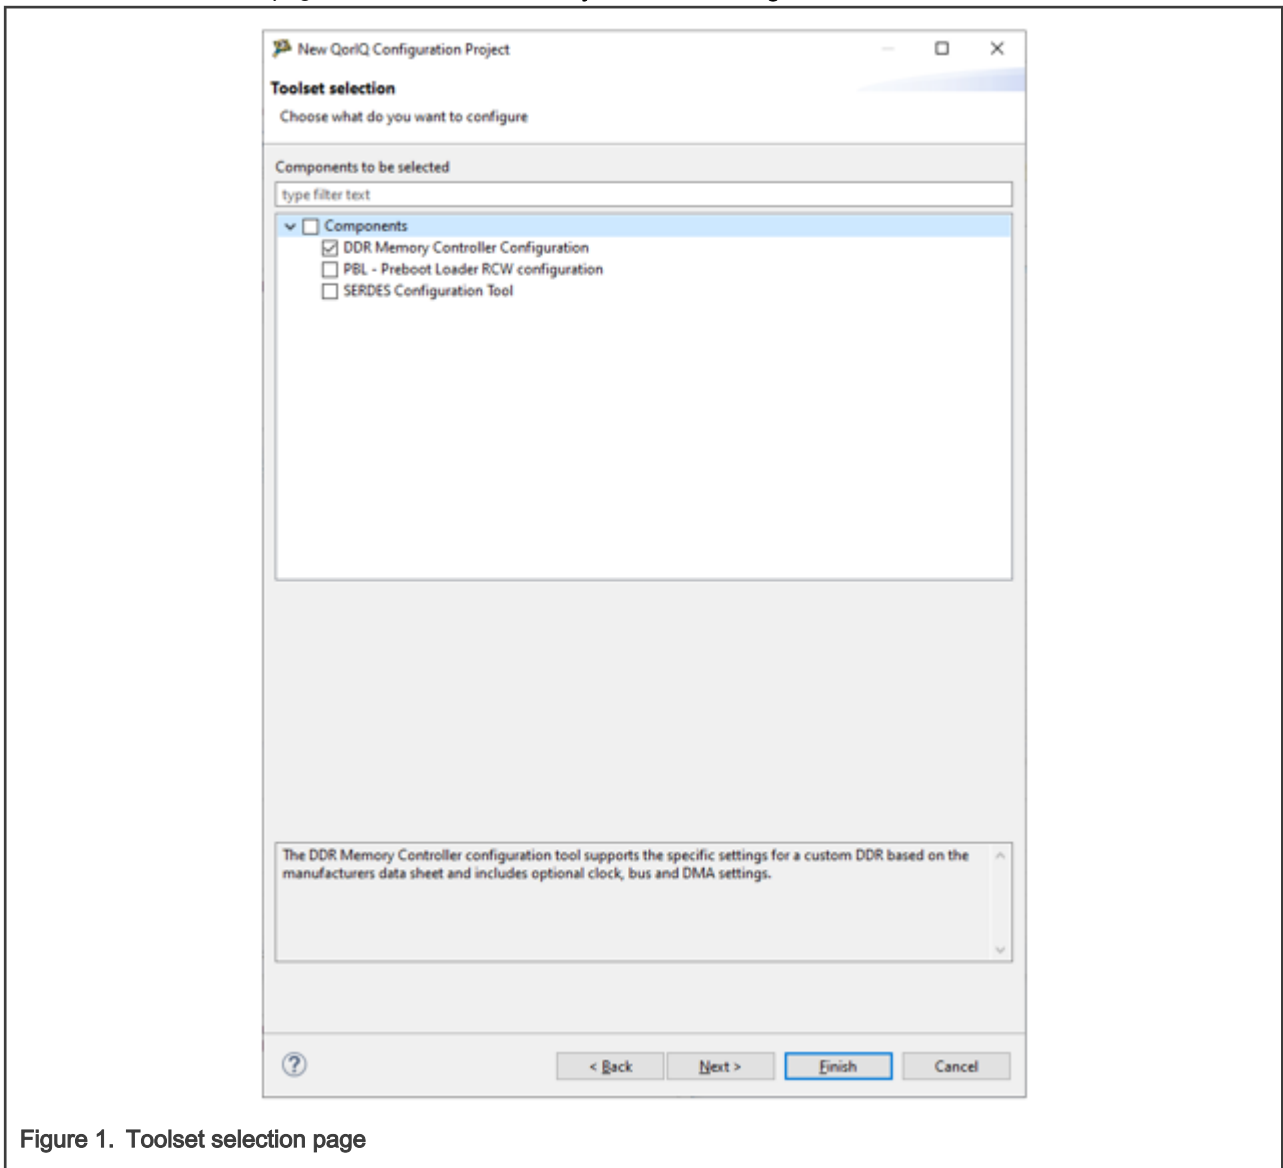 New QorIQ Configuration Project
Toolset selection
Choose what do you want to configure
Components to be selected
type filter text
Components
DDR Memory Controller Configuration
PBL - Preboot Loader RCW configuration
SERDES Configuration Tool
The DDR Memory Controller configuration tool supports the specific settings for a custom DDR based on the
manufacturers data sheet and includes optional clock, bus and DMA settings.
? < Back Next > Finish Cancel
Figure 1. Toolset selection page